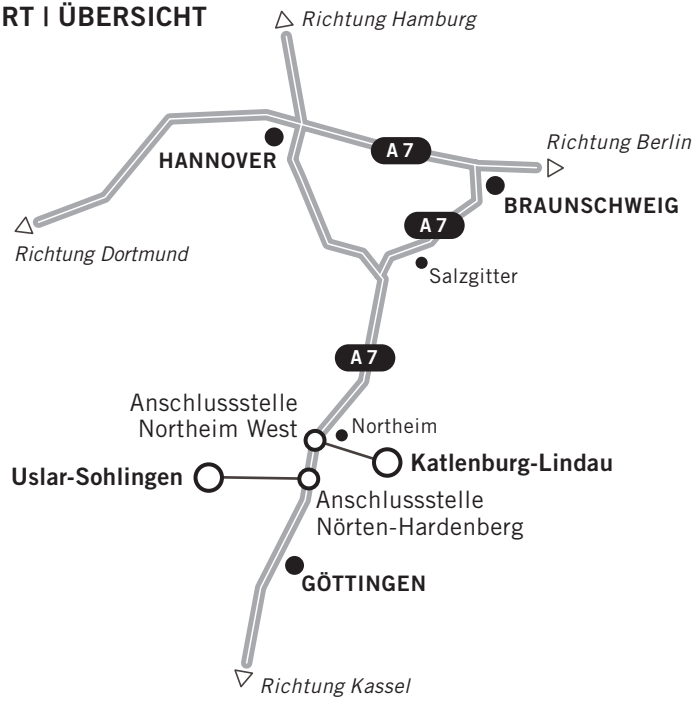 RT | ÜBERSICHT
Richtung Hamburg
Richtung Berlin
A 7
HANNOVER
BRAUNSCHWEIG
A 7
Richtung Dortmund
Salzgitter
A 7
Anschlussstelle
Northeim West
Northeim
Uslar-Sohlingen
Katlenburg-Lindau
Anschlussstelle
Nörten-Hardenberg
GÖTTINGEN
Richtung Kassel